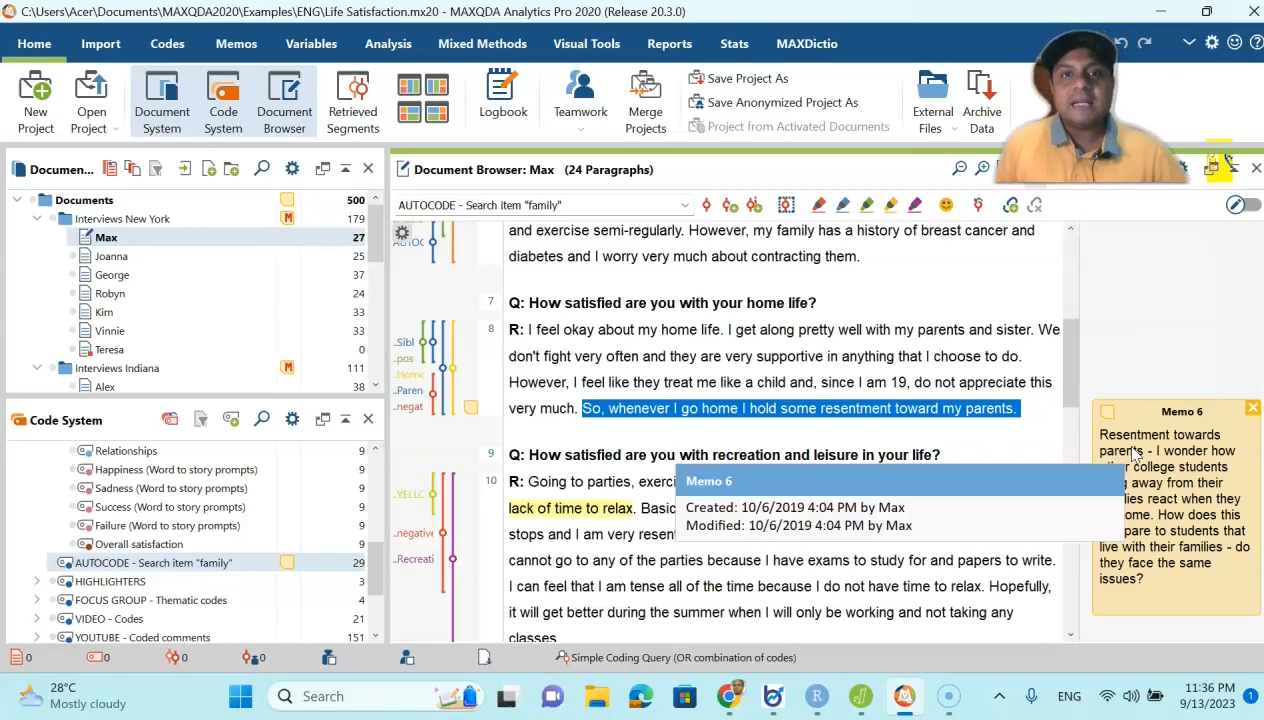 C:\Users\Acer\Documents\MAXQDA2020\Examples\ENG\Life Satisfaction.mx20 - MAXQDA Analytics Pro 2020 (Release 20.3.0)
Home Import Codes Memos Variables Analysis Mixed Methods Visual Tools Reports Stats MAXDictio
New Project
Open Project
Document System
Code System
Document Browser
Retrieved Segments
Logbook
Teamwork
Merge Projects
Save Project As
Save Anonymized Project As
Project from Activated Documents
External Files
Archive Data
Documen...
Documents 500
Interviews New York M 179
Max 27
Joanna 25
George 37
Robyn 24
Kim 33
Vinnie 33
Teresa 0
Interviews Indiana M 111
Alex 38
Code System
Relationships 9
Happiness (Word to story prompts) 9
Sadness (Word to story prompts) 9
Success (Word to story prompts) 9
Failure (Word to story prompts) 9
Overall satisfaction 9
AUTOCODE - Search item "family" 29
HIGHLIGHTERS 3
FOCUS GROUP - Thematic codes 4
VIDEO - Codes 21
YOUTUBE - Coded comments 151
Document Browser: Max (24 Paragraphs)
AUTOCODE - Search item "family"
and exercise semi-regularly. However, my family has a history of breast cancer and
diabetes and I worry very much about contracting them.
7 Q: How satisfied are you with your home life?
8 R: I feel okay about my home life. I get along pretty well with my parents and sister. We
don't fight very often and they are very supportive in anything that I choose to do.
However, I feel like they treat me like a child and, since I am 19, do not appreciate this
very much. So, whenever I go home I hold some resentment toward my parents.
..Sibl
..pos
..Home
..Paren
..negat
9 Q: How satisfied are you with recreation and leisure in your life?
10 R: Going to parties, exerci
lack of time to relax. Basic
stops and I am very resen
cannot go to any of the parties because I have exams to study for and papers to write.
I can feel that I am tense all of the time because I do not have time to relax. Hopefully,
it will get better during the summer when I will only be working and not taking any
classes
..YELLC
..negative
..Recreati
Memo 6
Created: 10/6/2019 4:04 PM by Max
Modified: 10/6/2019 4:04 PM by Max
Memo 6
Resentment towards
parents - I wonder how
college students
away from their
react when they
ome. How does this
pare to students that
live with their families - do
they face the same
issues?
0 0 0 0
Simple Coding Query (OR combination of codes)
28°C
Mostly cloudy
Search
ENG
11:36 PM
9/13/2023
1